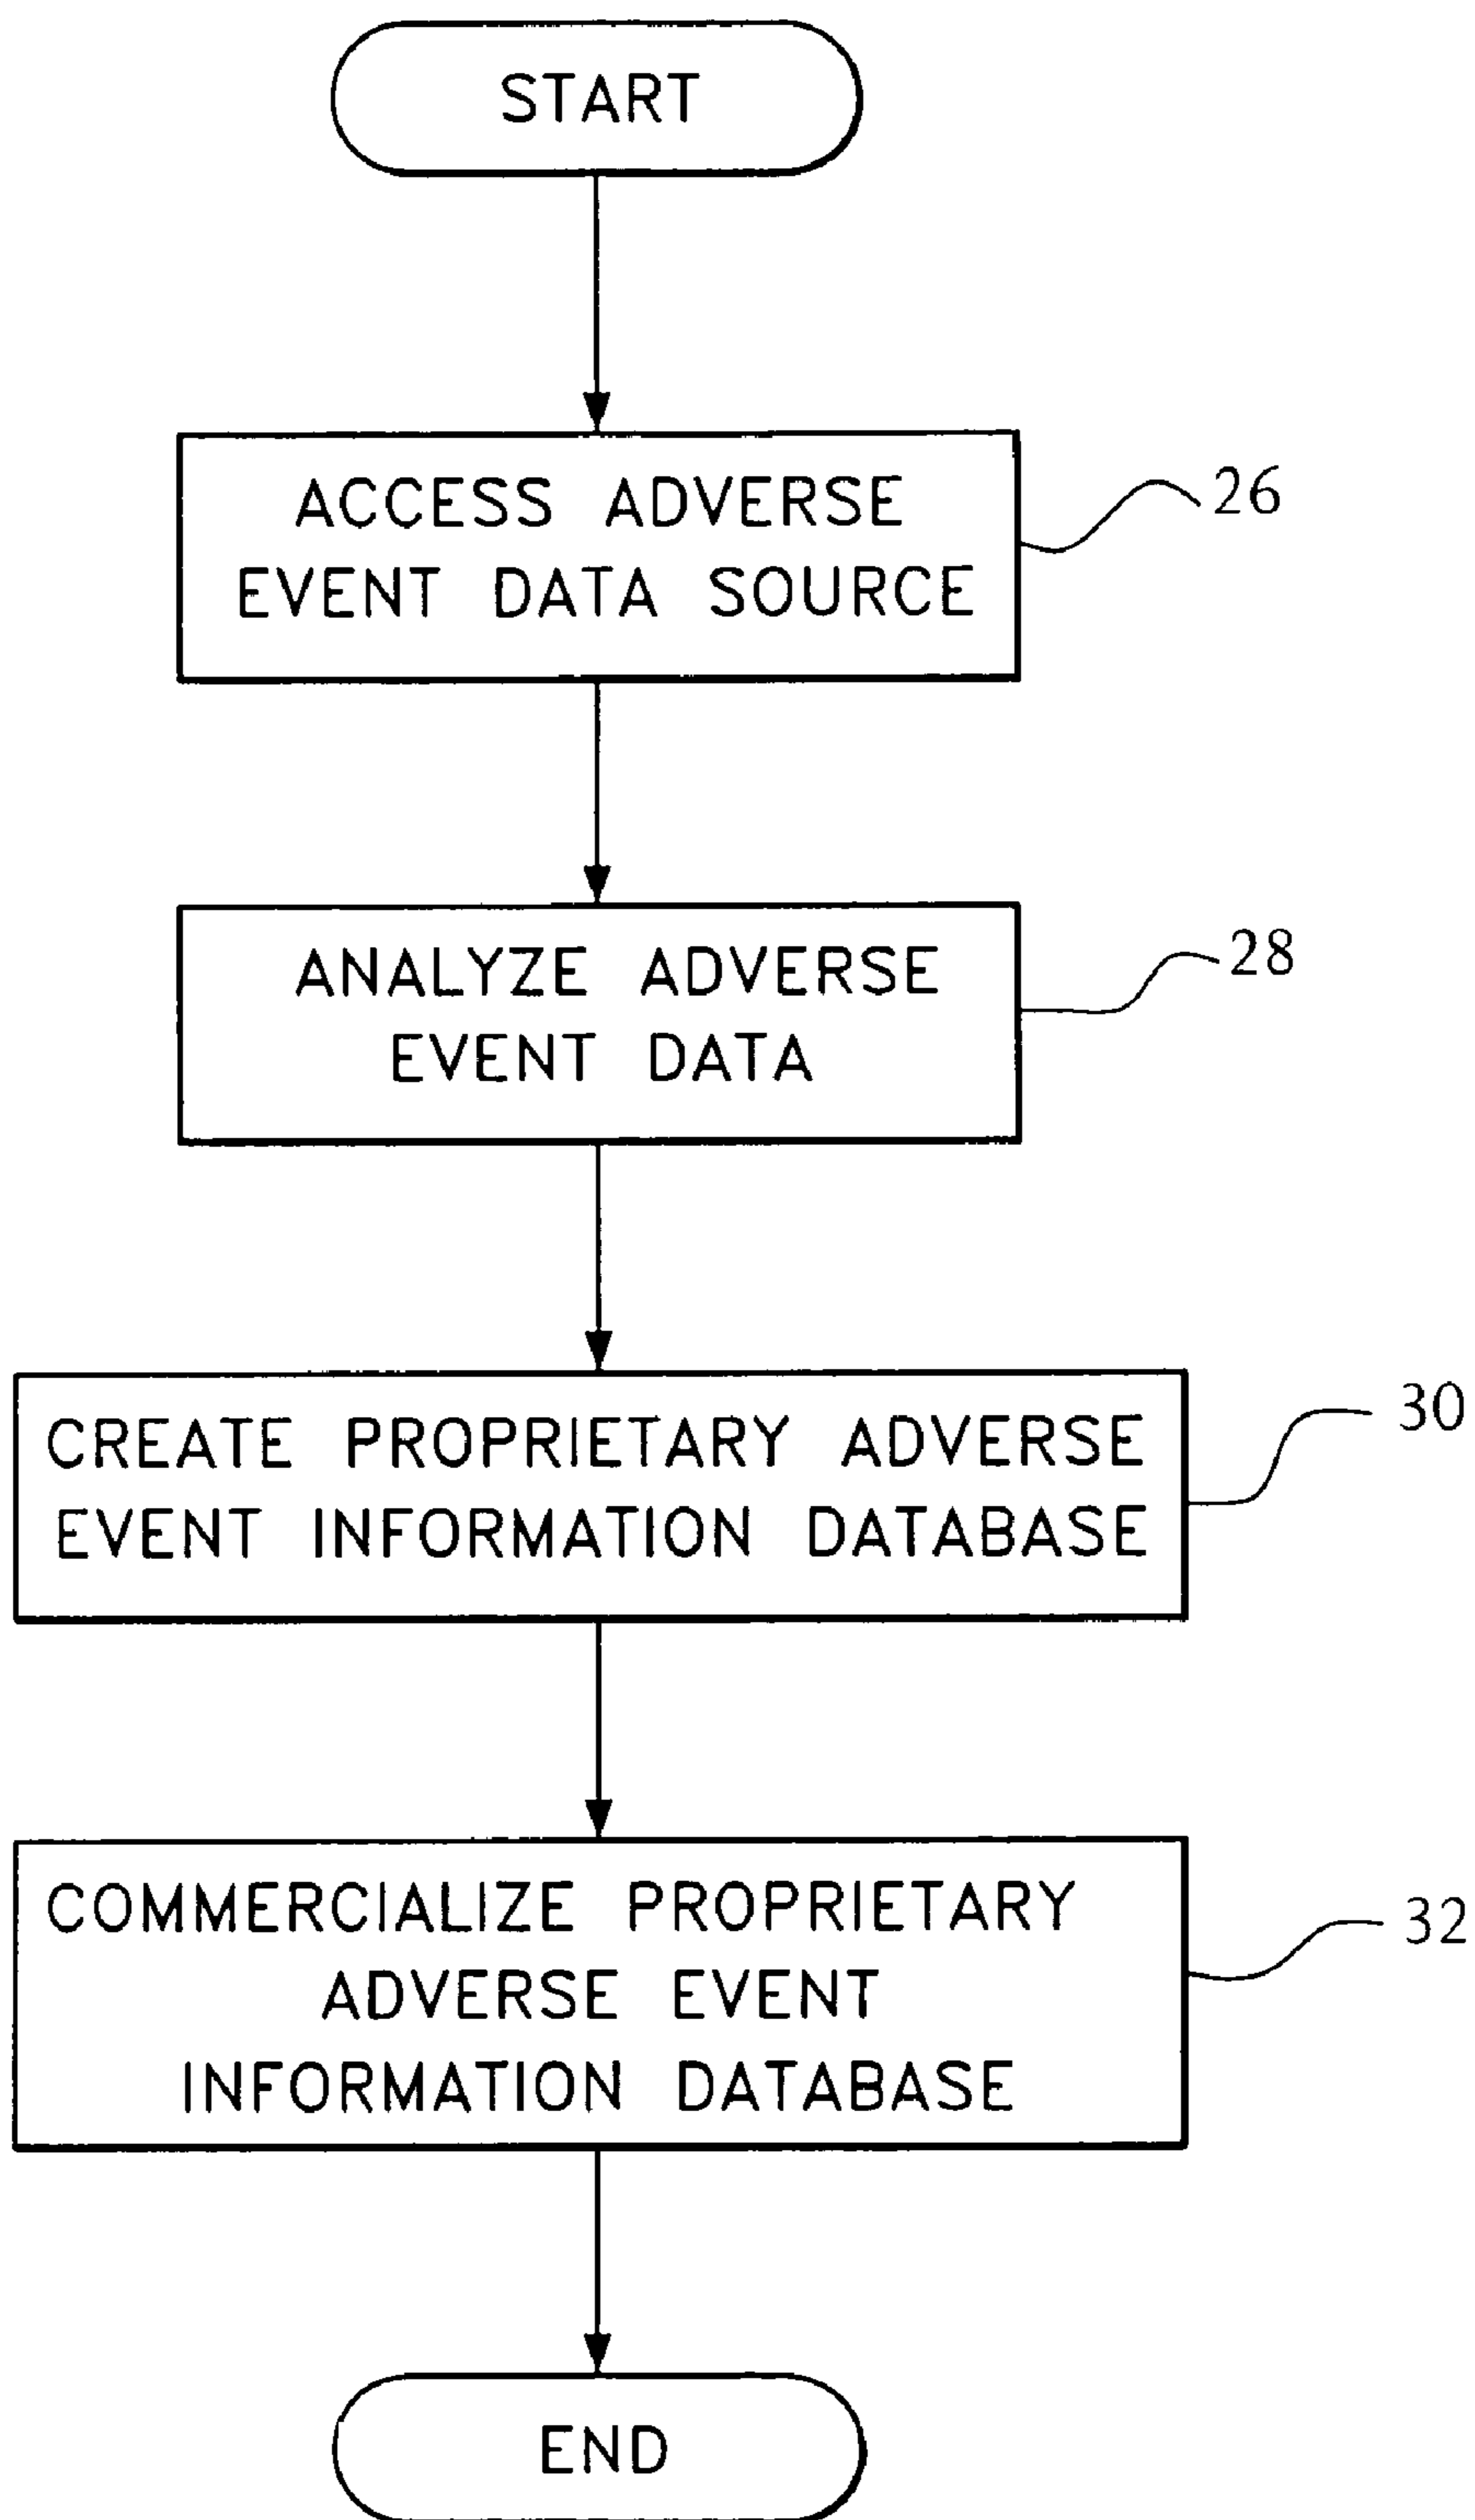 START
ACCESS ADVERSE
EVENT DATA SOURCE
26
ANALYZE ADVERSE
EVENT DATA
28
CREATE PROPRIETARY ADVERSE
EVENT INFORMATION DATABASE
30
COMMERCIALIZE PROPRIETARY
ADVERSE EVENT
INFORMATION DATABASE
32
END